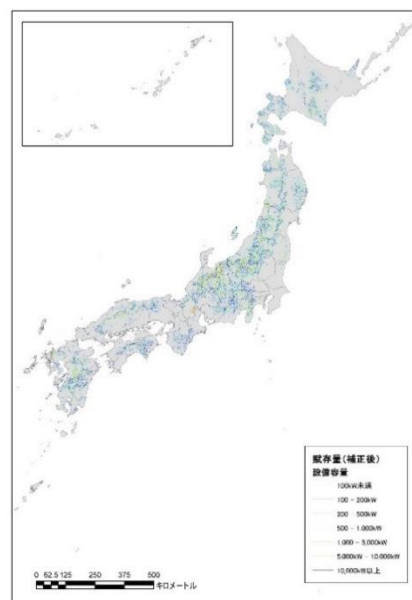 賦存量(補正後)
設備容量
100kW未満
100 - 200kW
200 - 500kW
500 - 1,000kW
1,000 - 5,000kW
5,000kW - 10,000kW
10,000kW以上
0 62.5 125 250 375 500
キロメートル